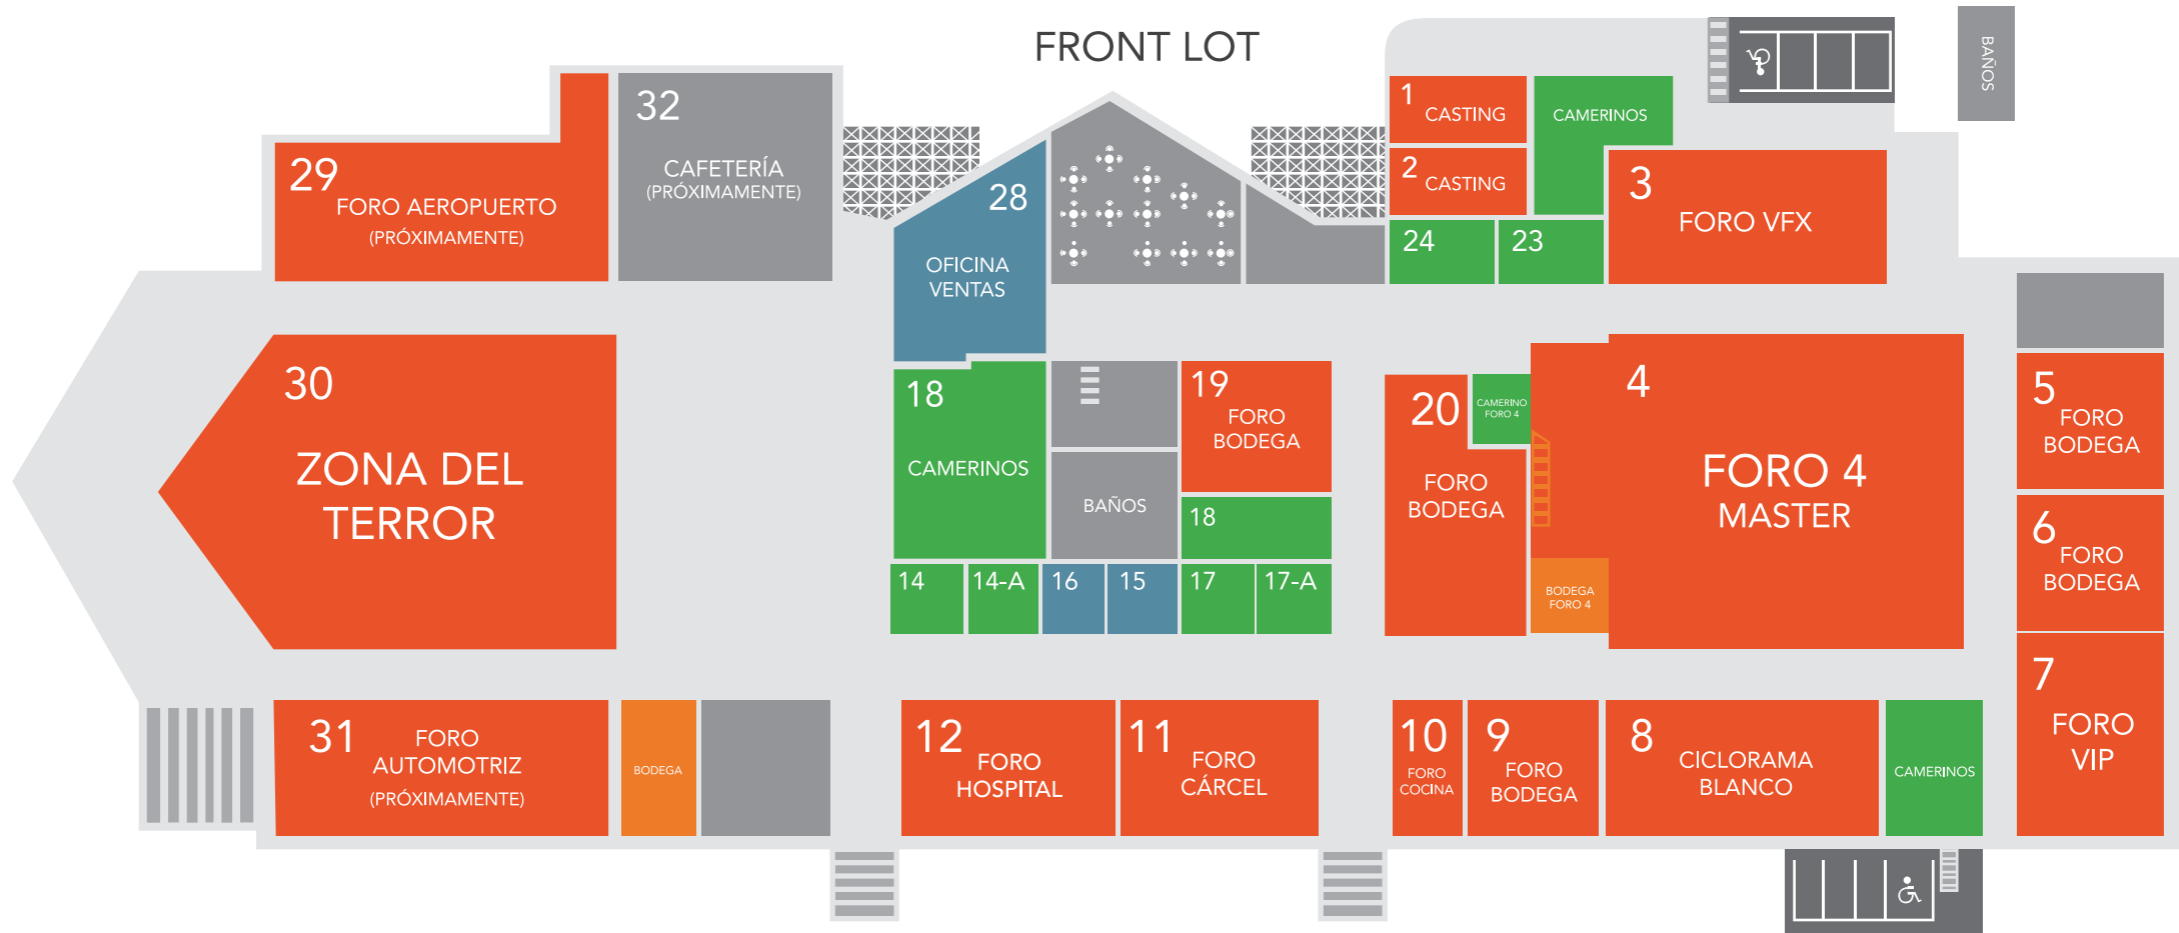 FRONT LOT
BAÑOS
32
CAFETERÍA
(PRÓXIMAMENTE)
29
FORO AEROPUERTO
(PRÓXIMAMENTE)
28
OFICINA
VENTAS
1
CASTING
2
CASTING
CAMERINOS
24
23
3
FORO VFX
30
ZONA DEL
TERROR
18
CAMERINOS
BAÑOS
19
FORO
BODEGA
18
14
14-A
16
15
17
17-A
20
FORO
BODEGA
CAMERINO
FORO 4
BODEGA
FORO 4
4
FORO 4
MASTER
5
FORO
BODEGA
6
FORO
BODEGA
7
FORO
VIP
31
FORO
AUTOMOTRIZ
(PRÓXIMAMENTE)
BODEGA
12
FORO
HOSPITAL
11
FORO
CÁRCEL
10
FORO
COCINA
9
FORO
BODEGA
8
CICLORAMA
BLANCO
CAMERINOS